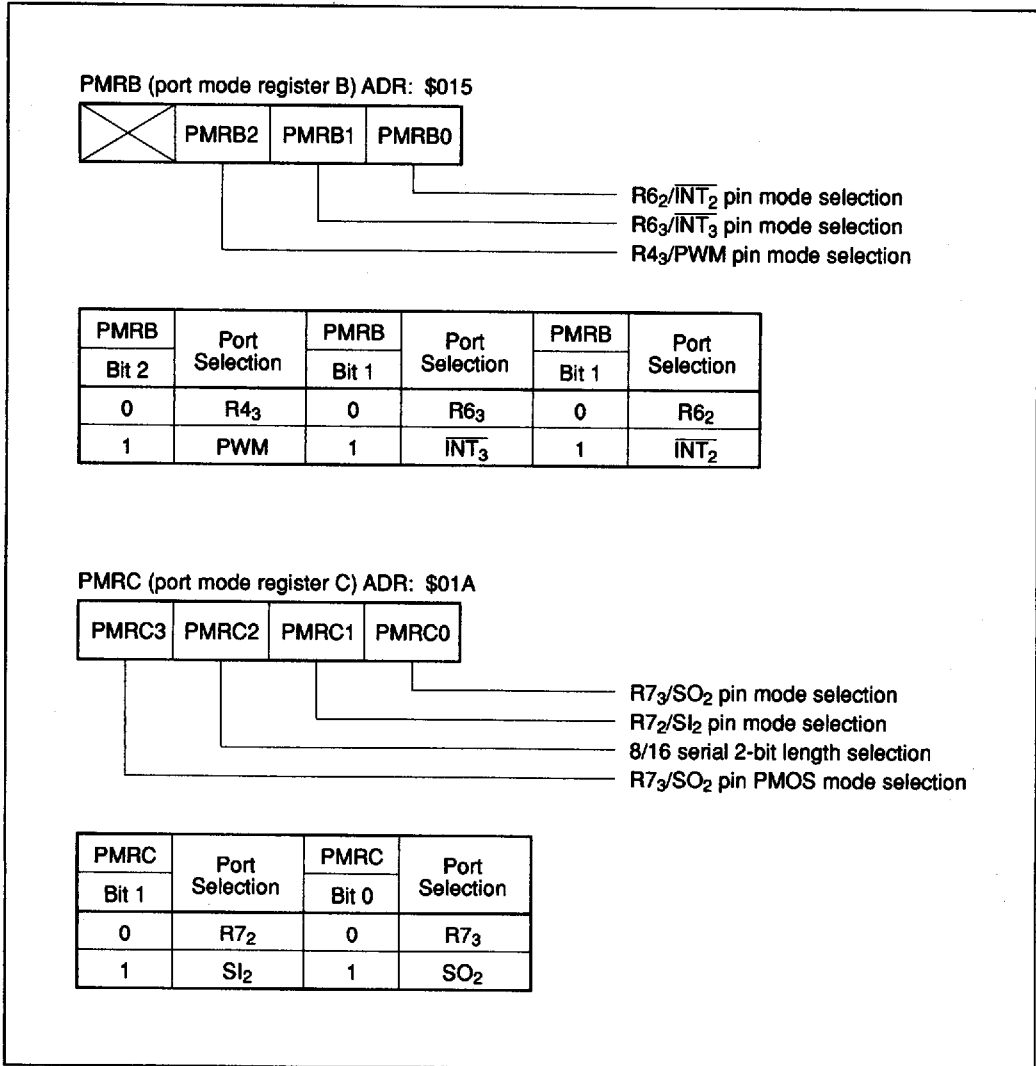 PMRB (port mode register B) ADR: $015
PMRB2 PMRB1 PMRB0
R6₂/I̅N̅T̅₂ pin mode selection
R6₃/I̅N̅T̅₃ pin mode selection
R4₃/PWM pin mode selection
PMRB Port Selection PMRB Port Selection PMRB Port Selection
Bit 2 Bit 1 Bit 1
0 R4₃ 0 R6₃ 0 R6₂
1 PWM 1 I̅N̅T̅₃ 1 I̅N̅T̅₂
PMRC (port mode register C) ADR: $01A
PMRC3 PMRC2 PMRC1 PMRC0
R7₃/SO₂ pin mode selection
R7₂/SI₂ pin mode selection
8/16 serial 2-bit length selection
R7₃/SO₂ pin PMOS mode selection
PMRC Port Selection PMRC Port Selection
Bit 1 Bit 0
0 R7₂ 0 R7₃
1 SI₂ 1 SO₂